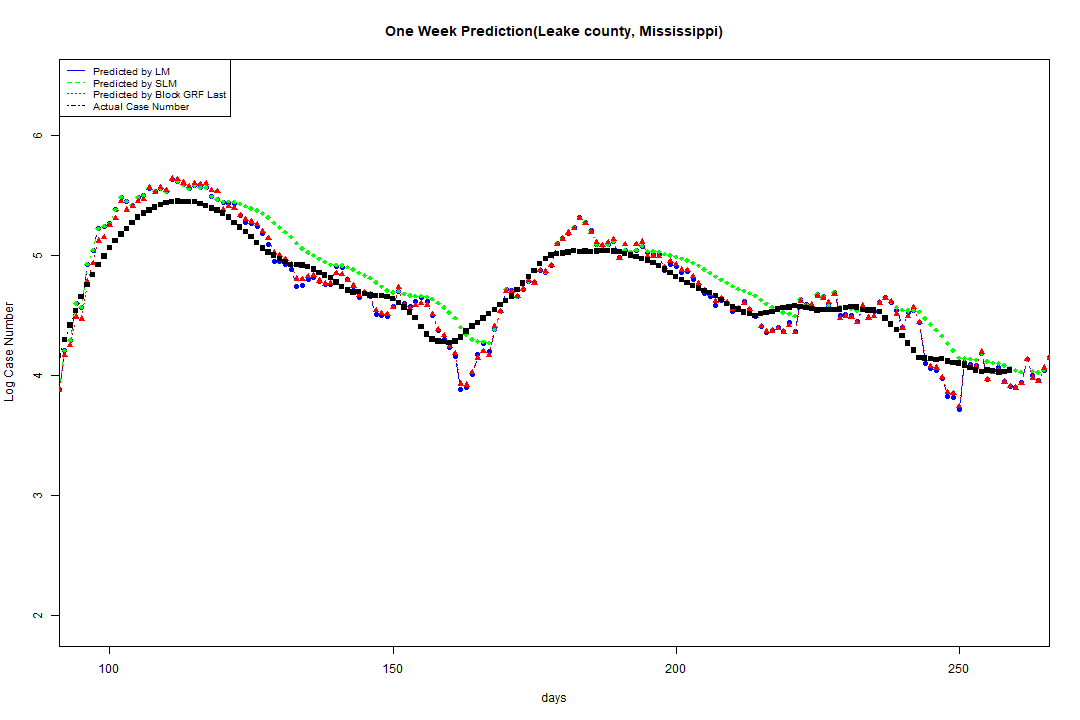 One Week Prediction(Leake county, Mississippi)
Predicted by LM
Predicted by SLM
Predicted by Block GRF Last
Actual Case Number
6
5
4
3
2
Log Case Number
100 150 200 250
days